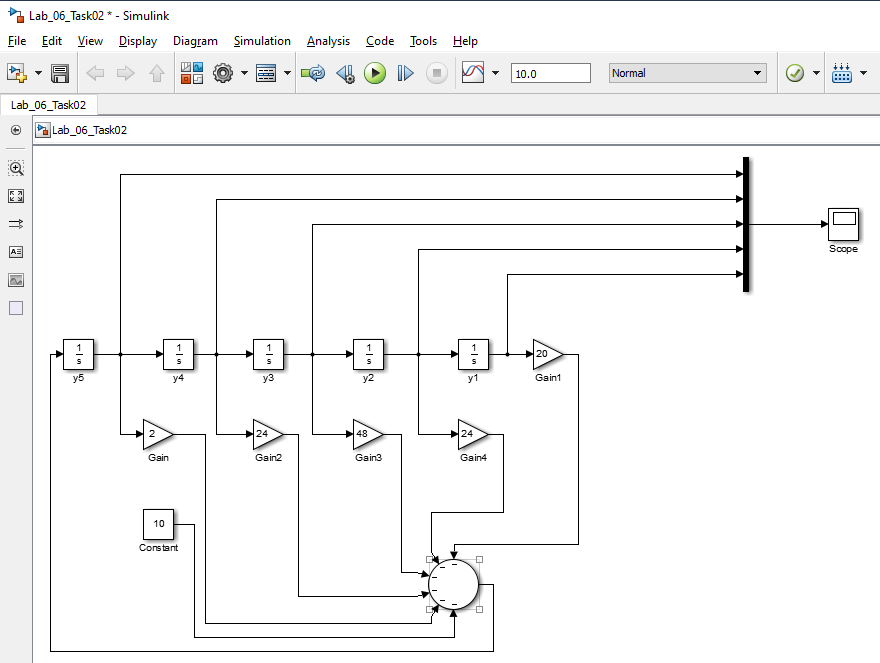 Lab_06_Task02 * - Simulink
File Edit View Display Diagram Simulation Analysis Code Tools Help
10.0 Normal
Lab_06_Task02
Lab_06_Task02
Scope
1/s 1/s 1/s 1/s 1/s 20
y5 y4 y3 y2 y1 Gain1
2 24 48 24
Gain Gain2 Gain3 Gain4
10
Constant